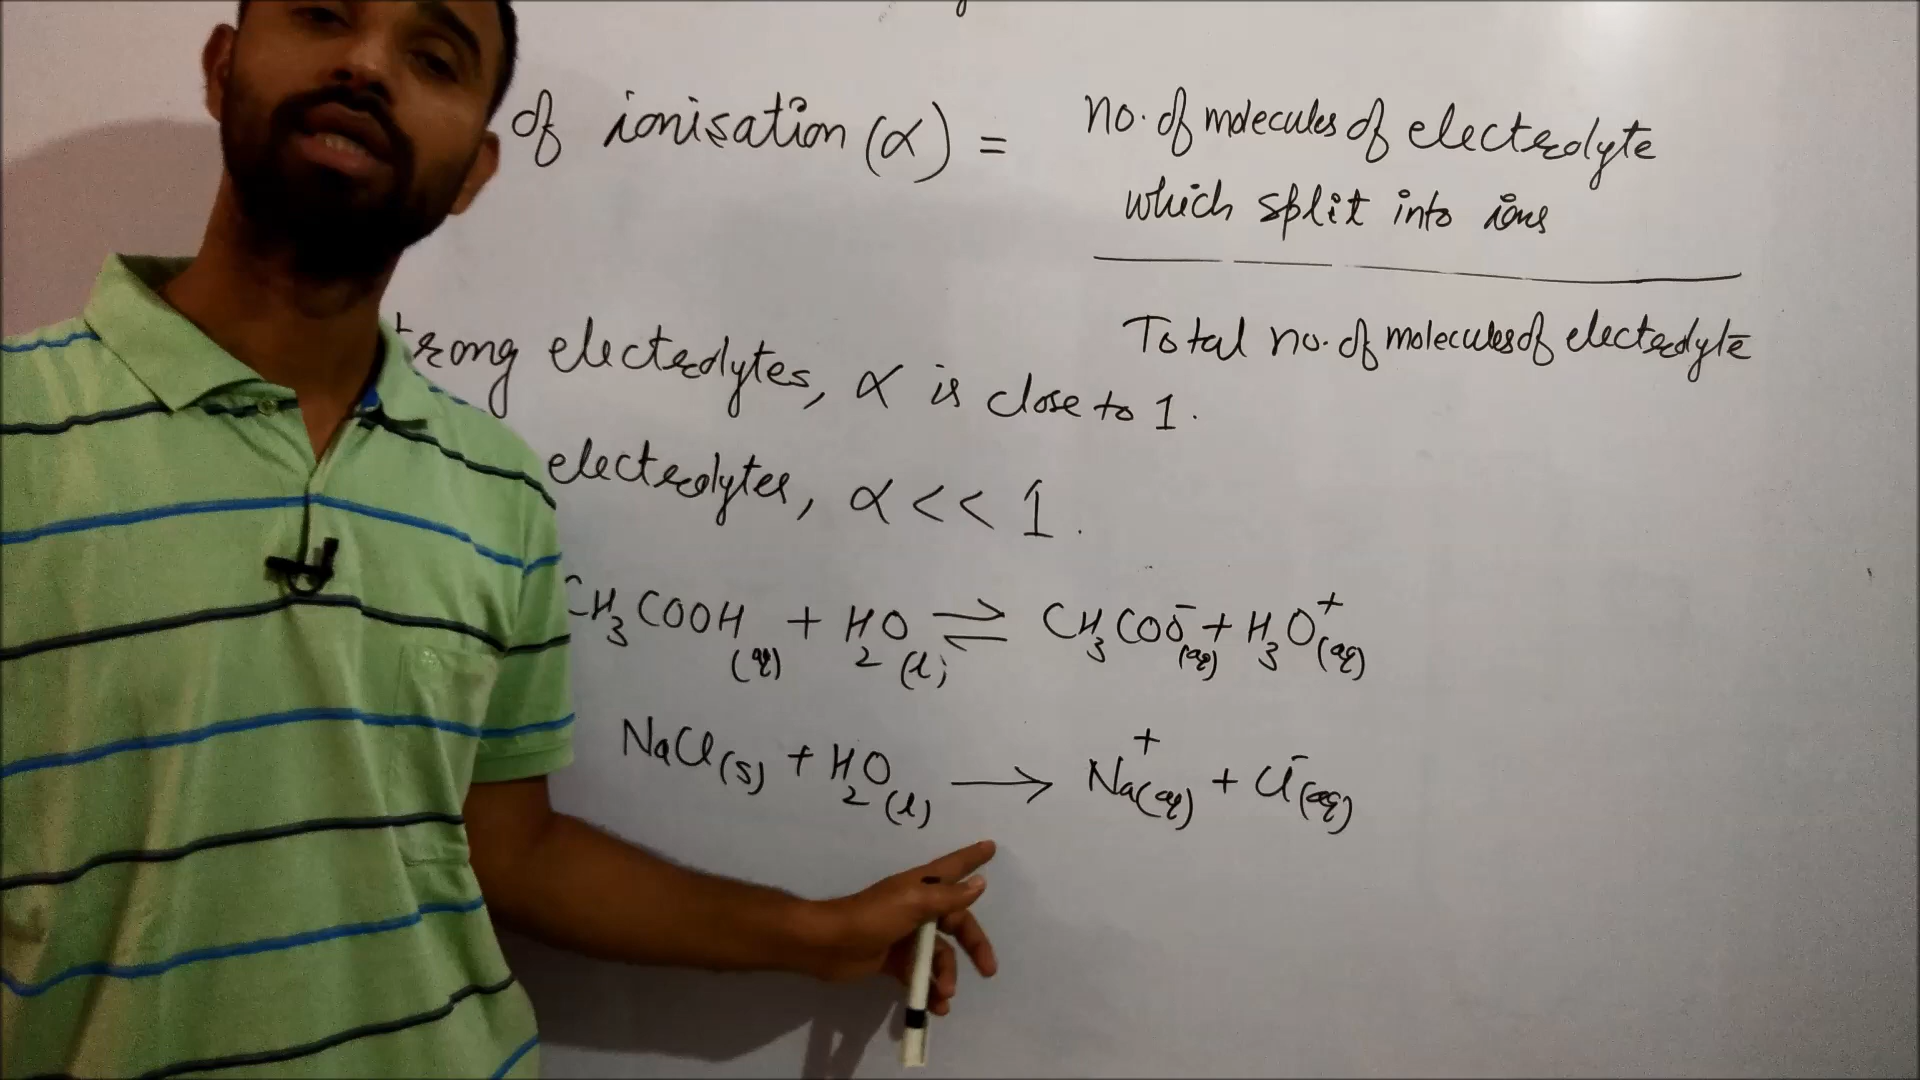 of ionisation (α) =
no. of molecules of electrolyte
which split into ions
Total no. of molecules of electrolyte
trong electrolytes, α is close to 1.
electrolytes, α << 1.
CH₃COOH(aq) + H₂O(l) ⇌ CH₃COO⁻(aq) + H₃O⁺(aq)
NaCl(s) + H₂O(l) → Na⁺(aq) + Cl⁻(aq)